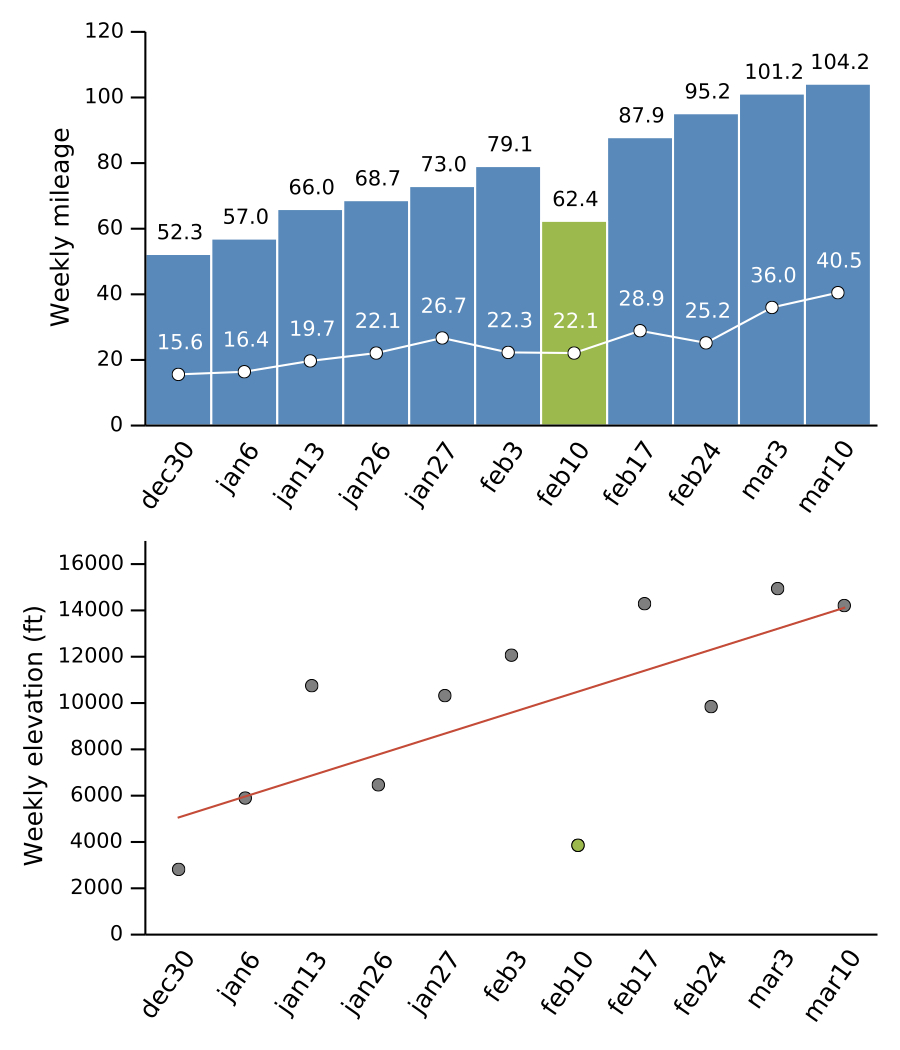 Weekly mileage
120
100
80
60
40
20
0
52.3
57.0
66.0
68.7
73.0
79.1
62.4
87.9
95.2
101.2
104.2
15.6
16.4
19.7
22.1
26.7
22.3
22.1
28.9
25.2
36.0
40.5
dec30
jan6
jan13
jan26
jan27
feb3
feb10
feb17
feb24
mar3
mar10
Weekly elevation (ft)
16000
14000
12000
10000
8000
6000
4000
2000
0
dec30
jan6
jan13
jan26
jan27
feb3
feb10
feb17
feb24
mar3
mar10